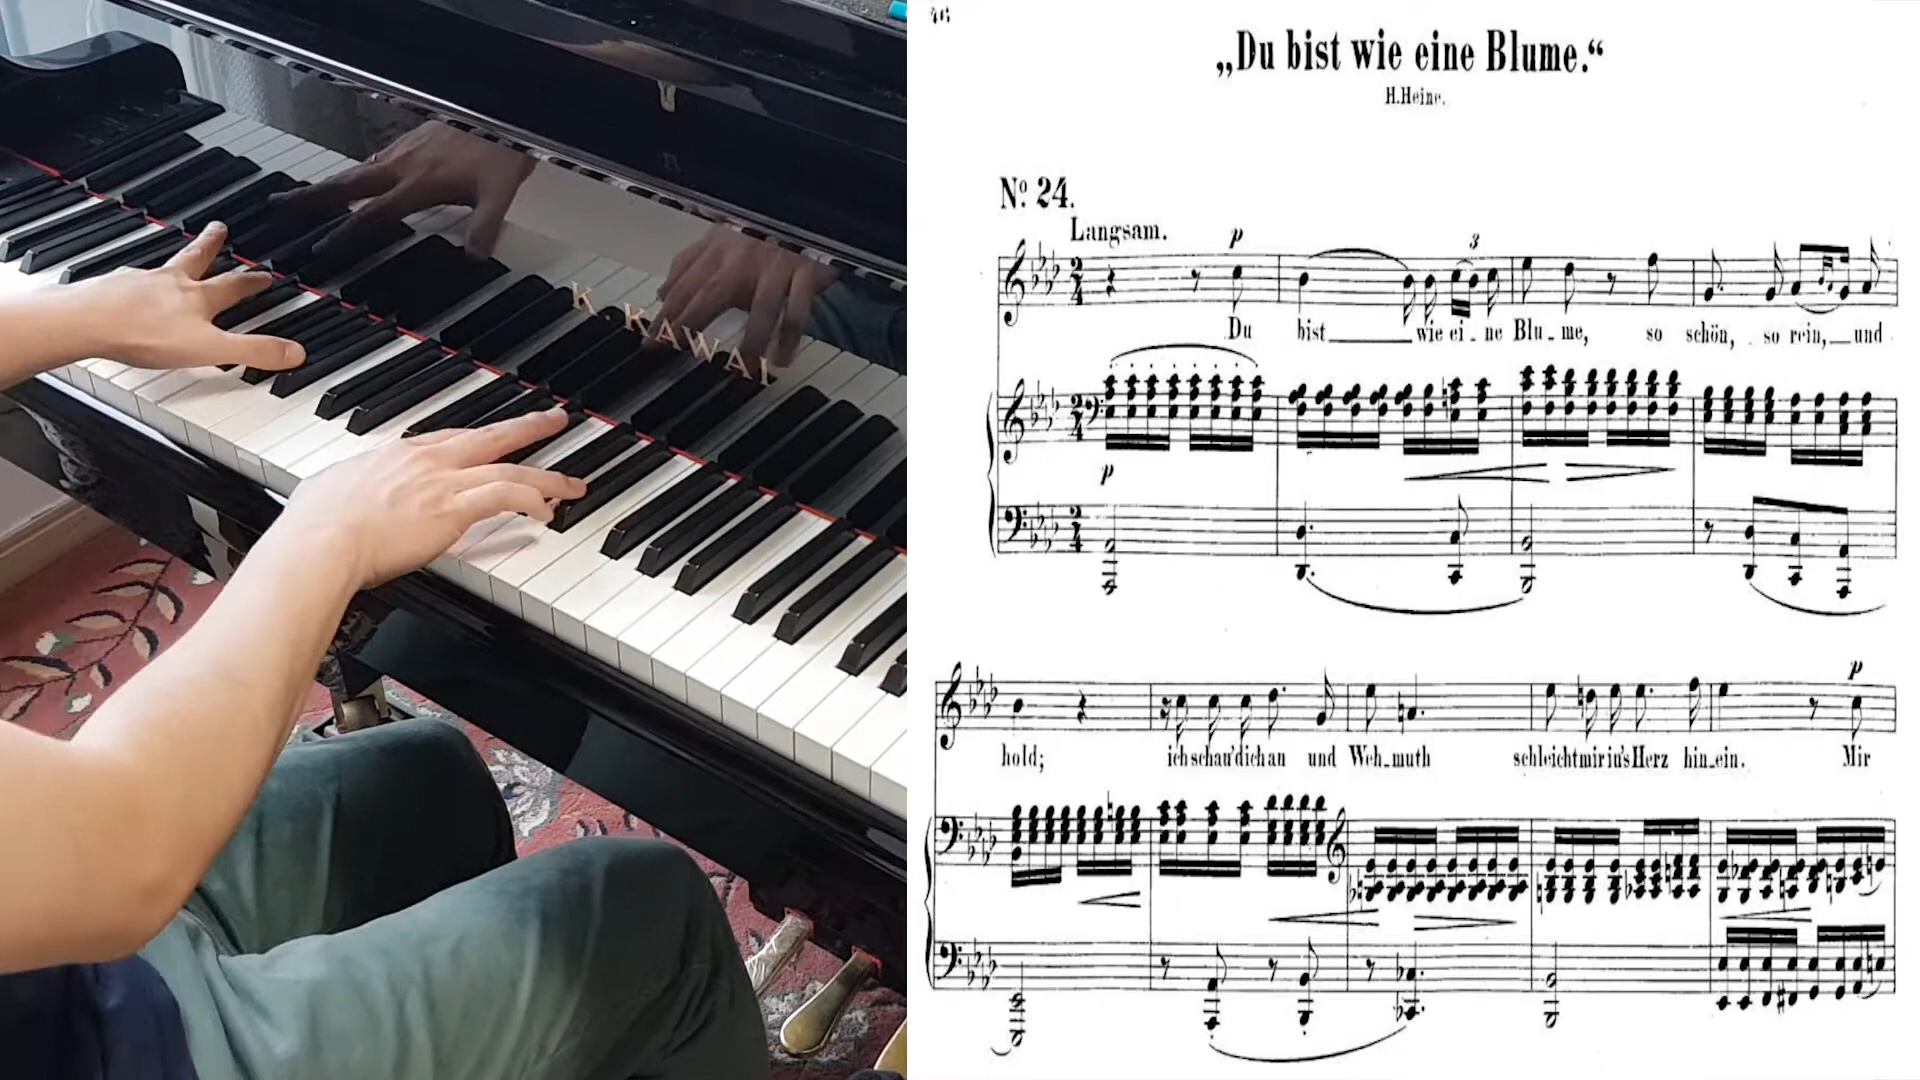 K. KAWAI
46
„Du bist wie eine Blume.“
H. Heine.
Nº 24.
Langsam.
p
3
Du bist wie ei - ne Blu - me, so schön, so rein, und
p
p
hold; ich schau' dich an und Weh - muth schleicht mir in's Herz hin - ein. Mir